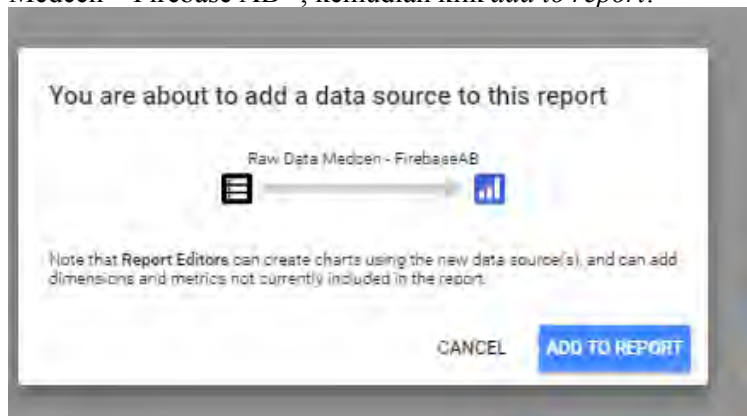 You are about to add a data source to this report
Raw Data Medcen - FirebaseAB
Note that Report Editors can create charts using the new data source(s), and can add
dimensions and metrics not currently included in the report.
CANCEL
ADD TO REPORT